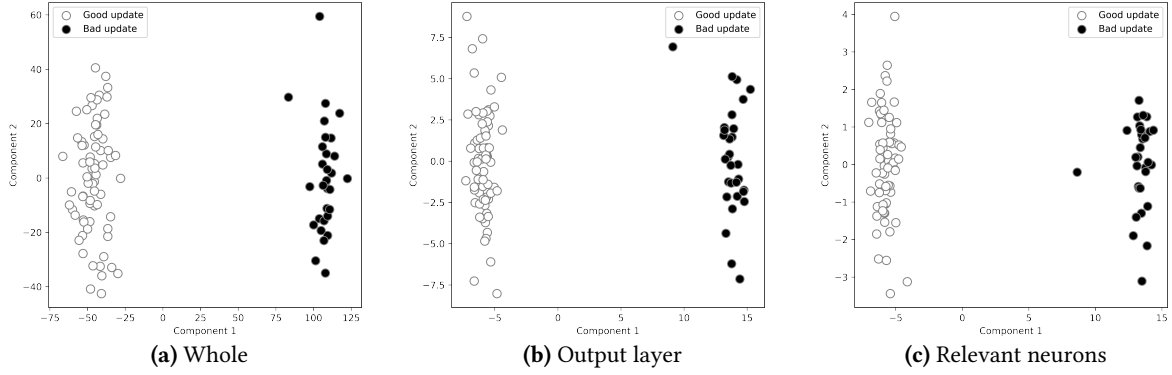 Good update
Bad update
60
40
20
0
−20
−40
−75 −50 −25 0 25 50 75 100 125
Component 1
Component 2
(a) Whole
Good update
Bad update
7.5
5.0
2.5
0.0
−2.5
−5.0
−7.5
−5 0 5 10 15
Component 1
Component 2
(b) Output layer
Good update
Bad update
4
3
2
1
0
−1
−2
−3
−5 0 5 10 15
Component 1
Component 2
(c) Relevant neurons